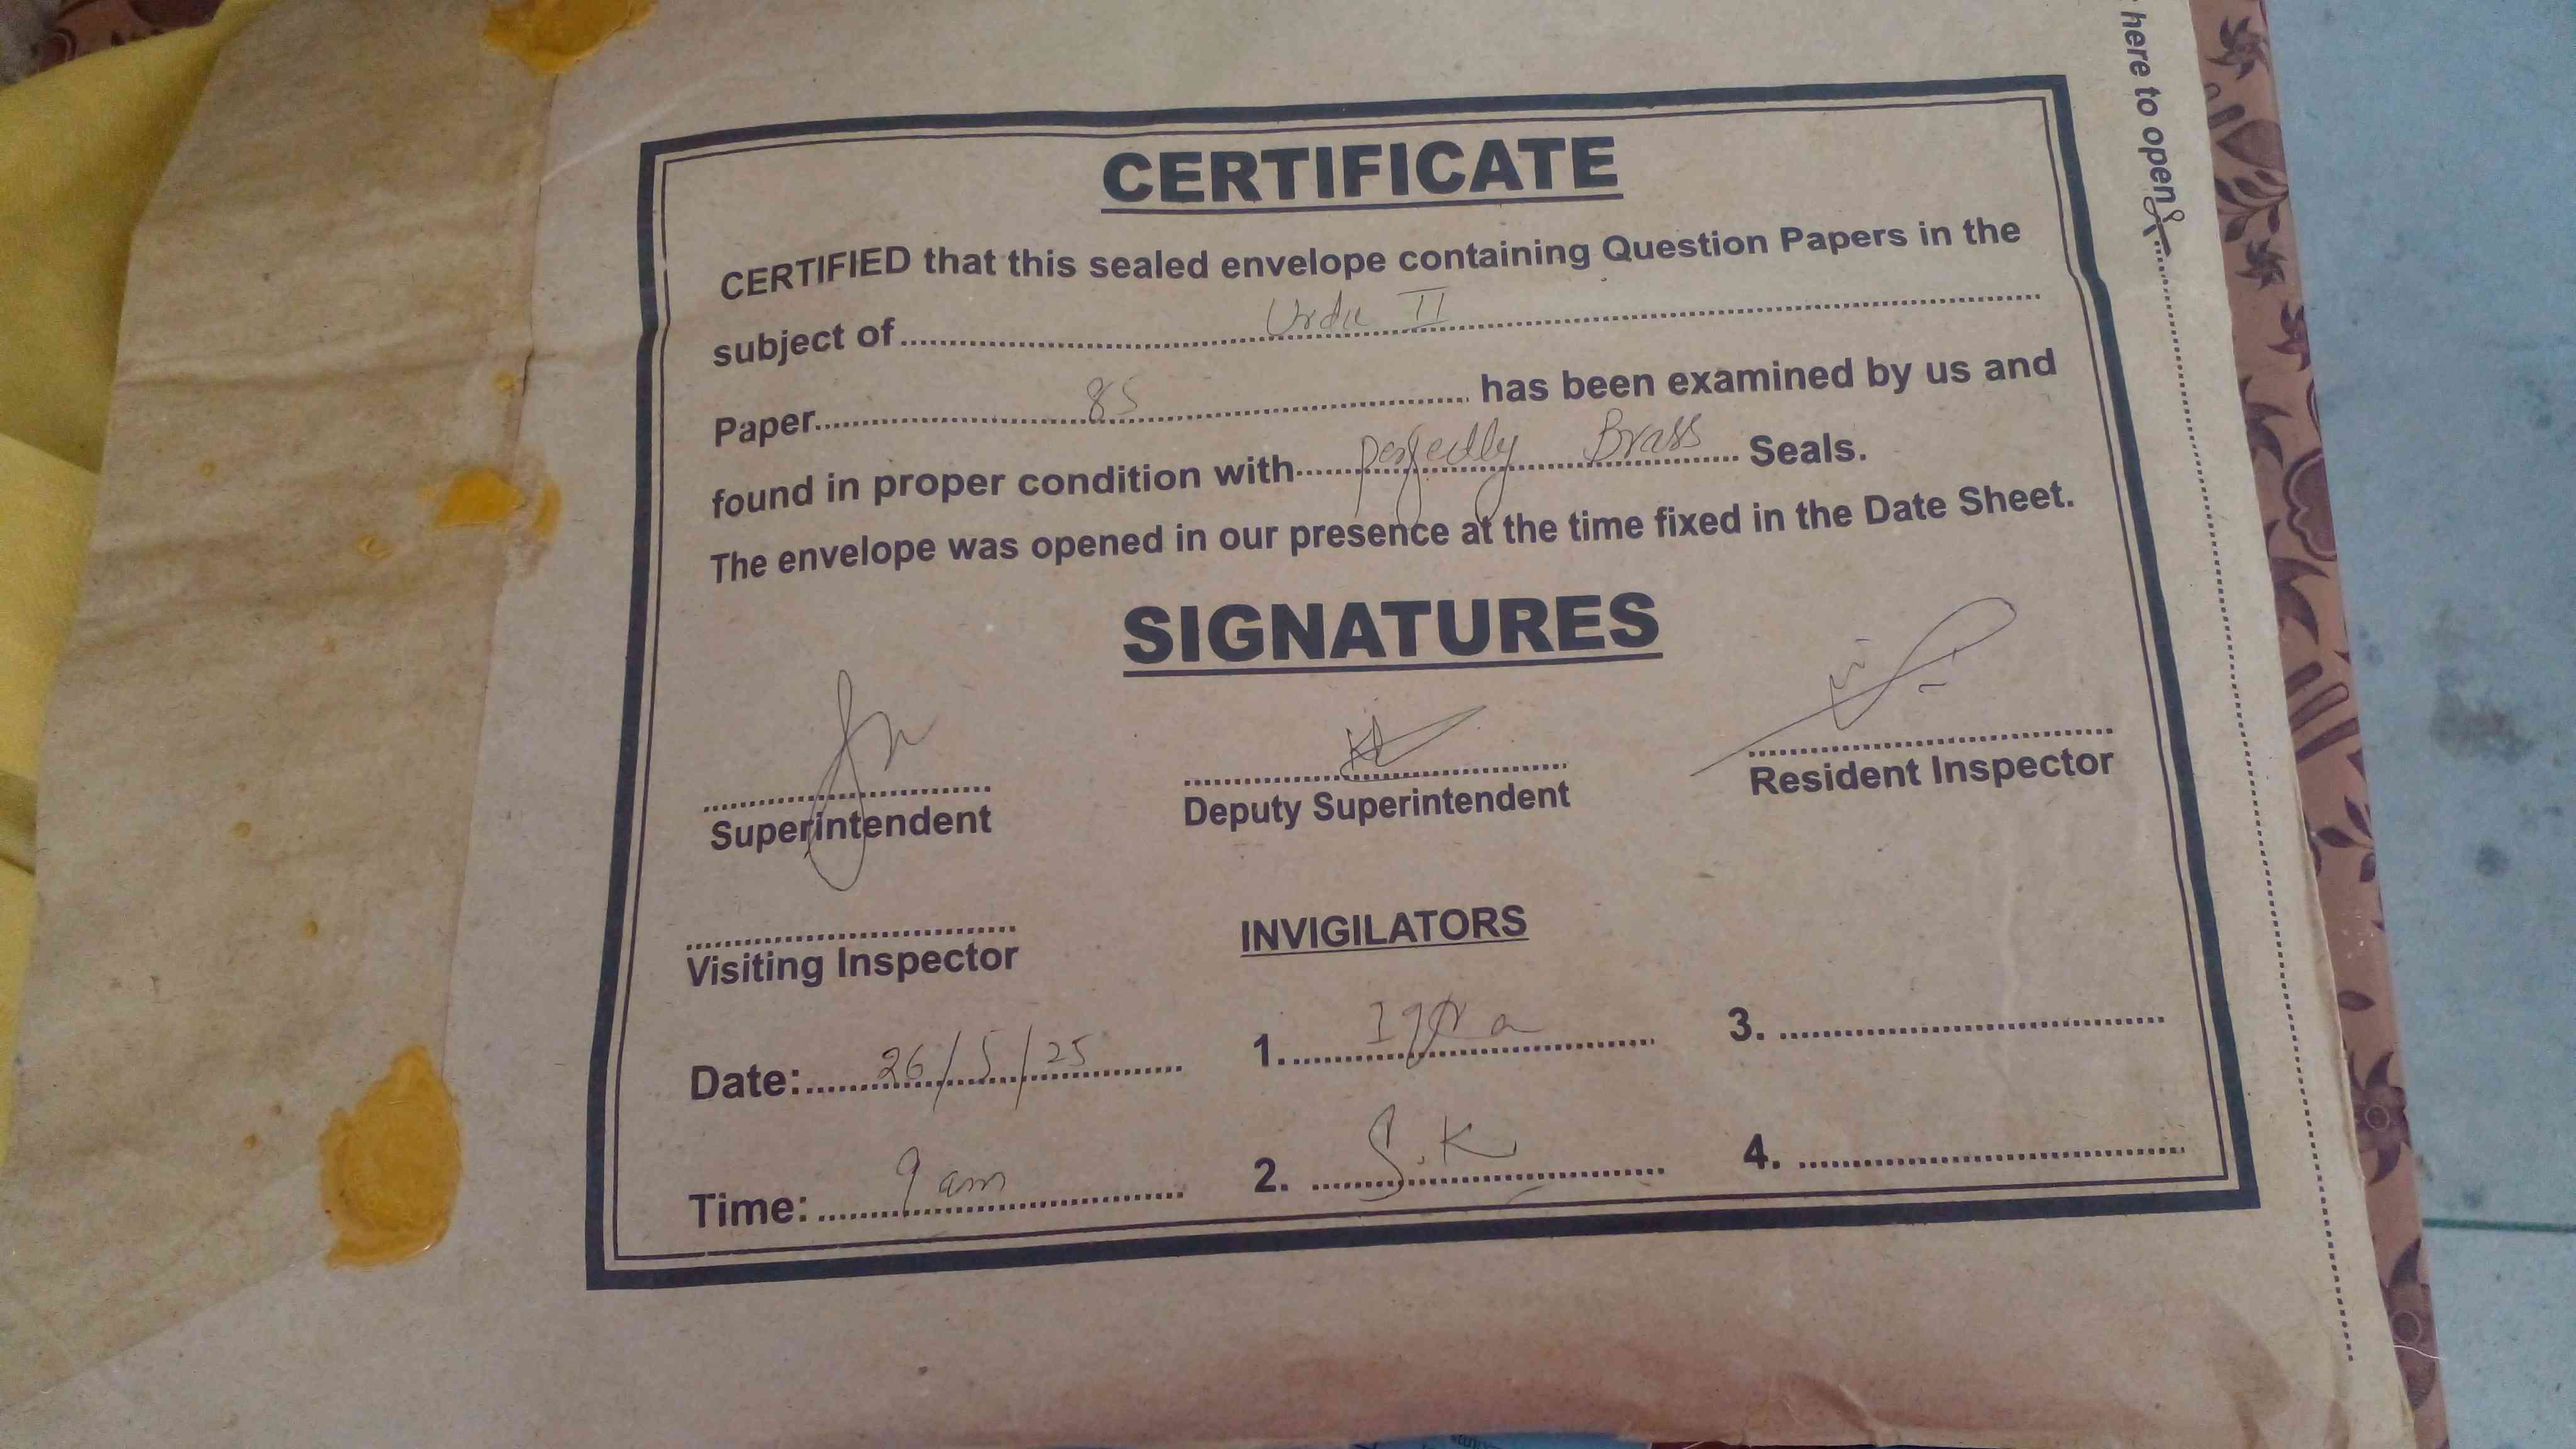 here to open
CERTIFICATE
CERTIFIED that this sealed envelope containing Question Papers in the
subject of Urdu II
Paper 85 has been examined by us and
found in proper condition with perfectly Brass Seals.
The envelope was opened in our presence at the time fixed in the Date Sheet.
SIGNATURES
Superintendent
Deputy Superintendent
Resident Inspector
Visiting Inspector
INVIGILATORS
Date: 26/5/25
1. Iqra
3.
Time: 9 am
2. S.K
4.